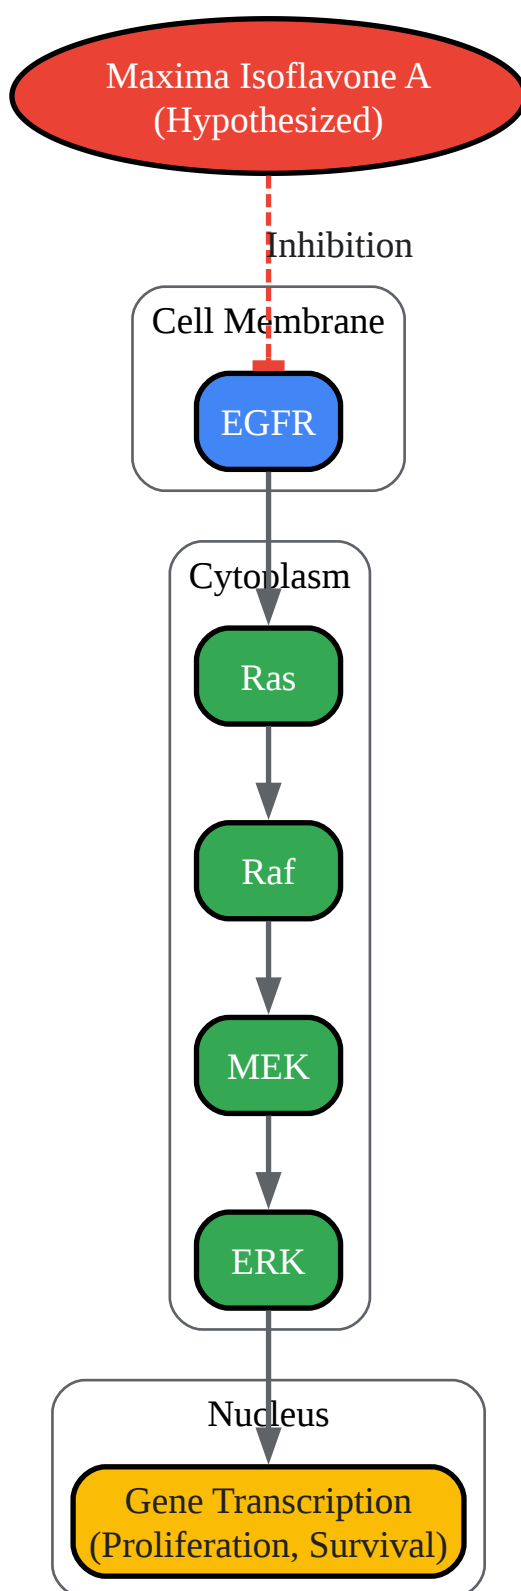 Maxima Isoflavone A
(Hypothesized)
Inhibition
Cell Membrane
EGFR
Cytoplasm
Ras
Raf
MEK
ERK
Nucleus
Gene Transcription
(Proliferation, Survival)